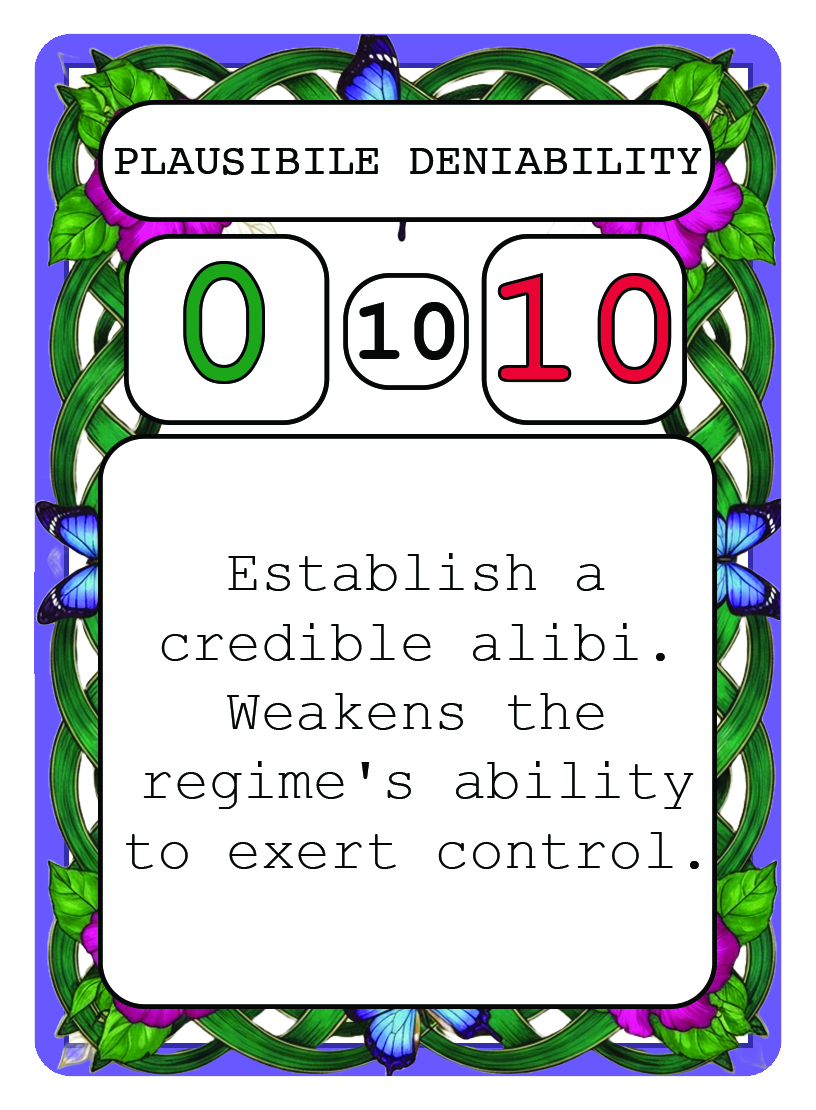 PLAUSIBILE DENIABILITY
0 10 10
Establish a
credible alibi.
Weakens the
regime's ability
to exert control.